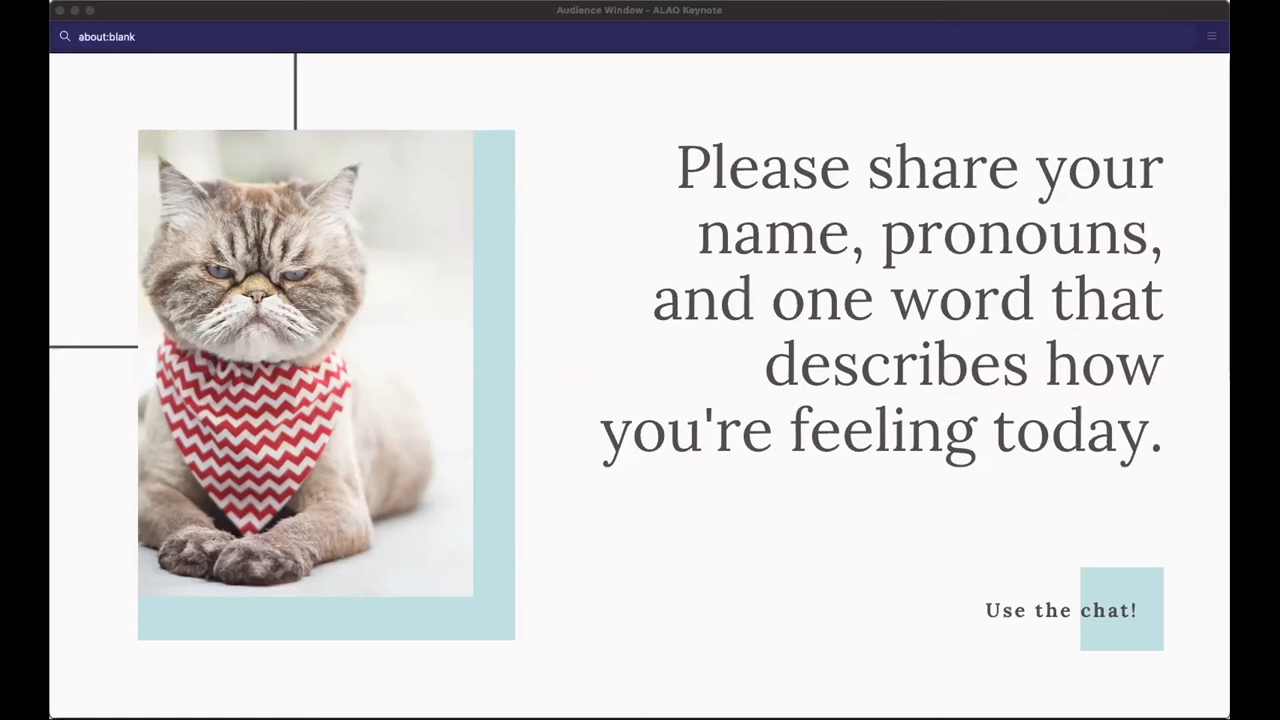 Audience Window - ALAO Keynote
about:blank
Please share your
name, pronouns,
and one word that
describes how
you're feeling today.
Use the chat!